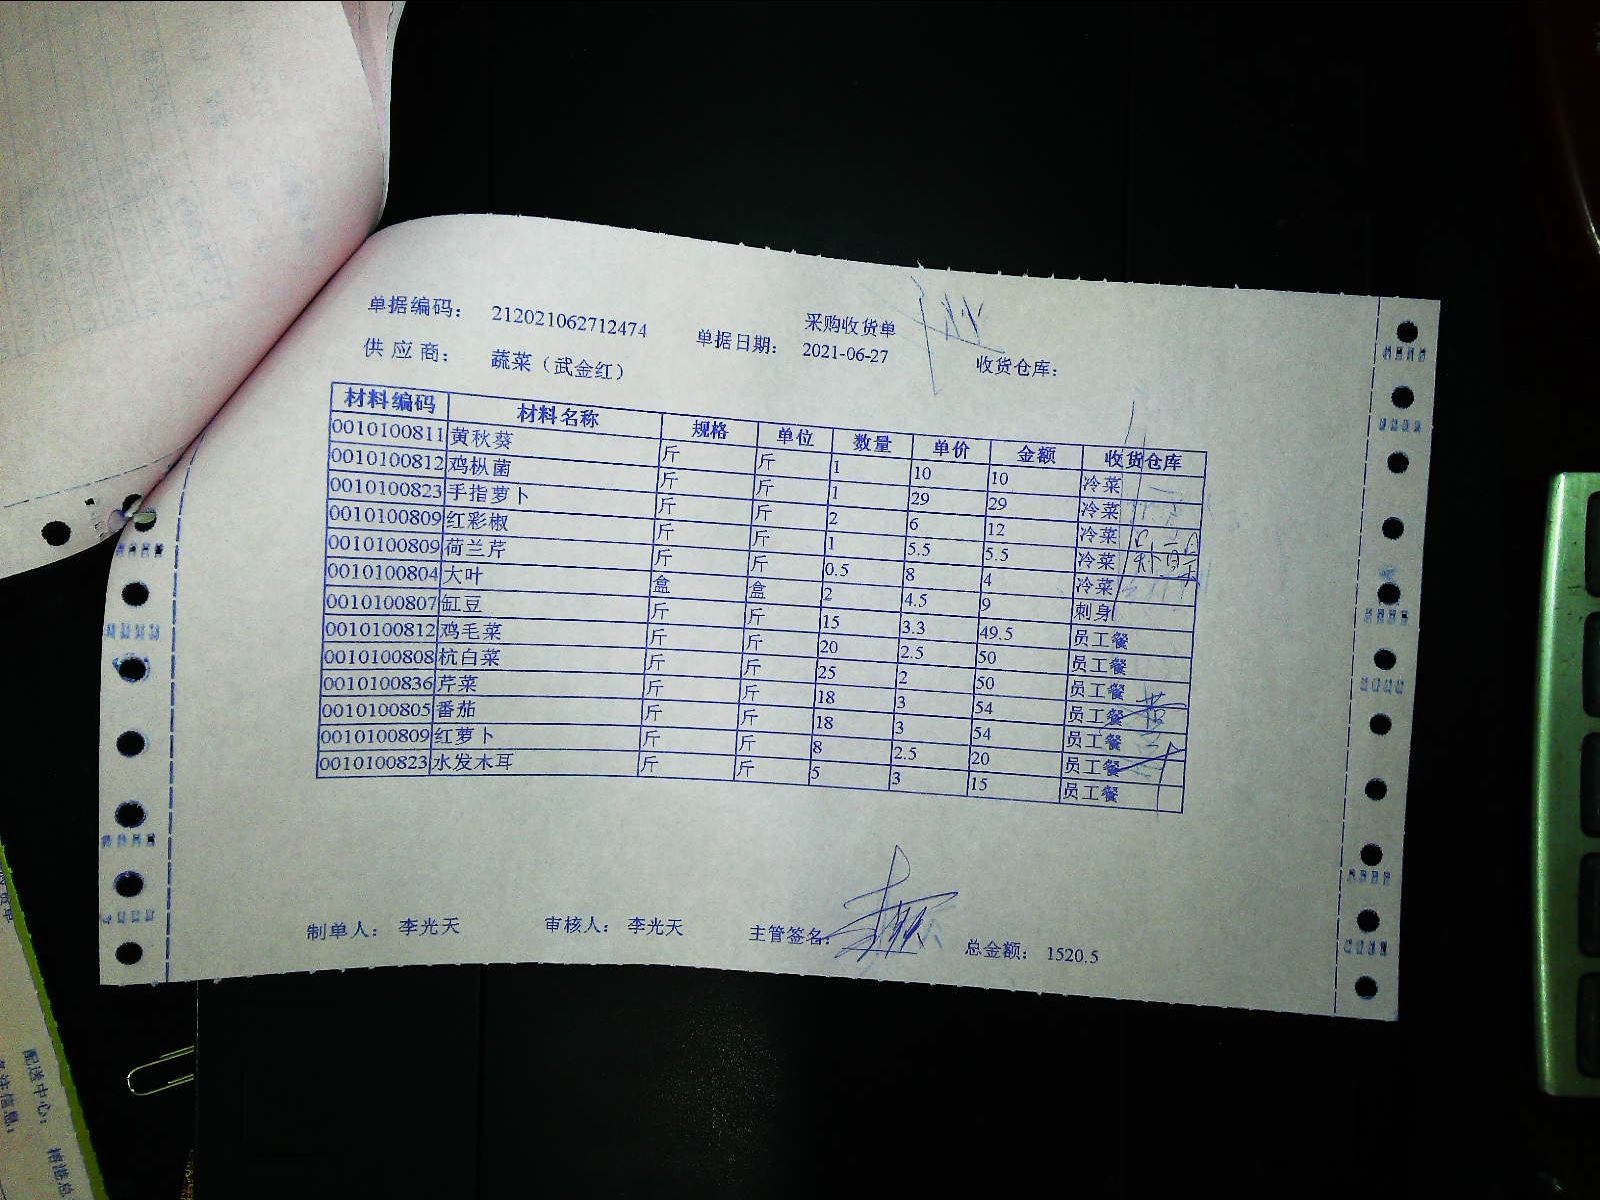 采购收货单
单据编码： 212021062712474 单据日期： 2021-06-27 收货仓库：
供应商： 蔬菜（武金红）
材料编码 材料名称 规格 单位 数量 单价 金额 收货仓库
0010100811 黄秋葵 斤 斤 1 10 10 冷菜
0010100812 鸡枞菌 斤 斤 1 29 29 冷菜
0010100823 手指萝卜 斤 斤 2 6 12 冷菜
0010100809 红彩椒 斤 斤 1 5.5 5.5 冷菜
0010100809 荷兰芹 斤 斤 0.5 8 4 冷菜
0010100804 大叶 盒 盒 2 4.5 9 刺身
0010100807 缸豆 斤 斤 15 3.3 49.5 员工餐
0010100812 鸡毛菜 斤 斤 20 2.5 50 员工餐
0010100808 杭白菜 斤 斤 25 2 50 员工餐
0010100836 芹菜 斤 斤 18 3 54 员工餐
0010100805 番茄 斤 斤 18 3 54 员工餐
0010100809 红萝卜 斤 斤 8 2.5 20 员工餐
0010100823 水发木耳 斤 斤 5 3 15 员工餐
制单人： 李光天 审核人： 李光天 主管签名： 总金额： 1520.5
配送中心：